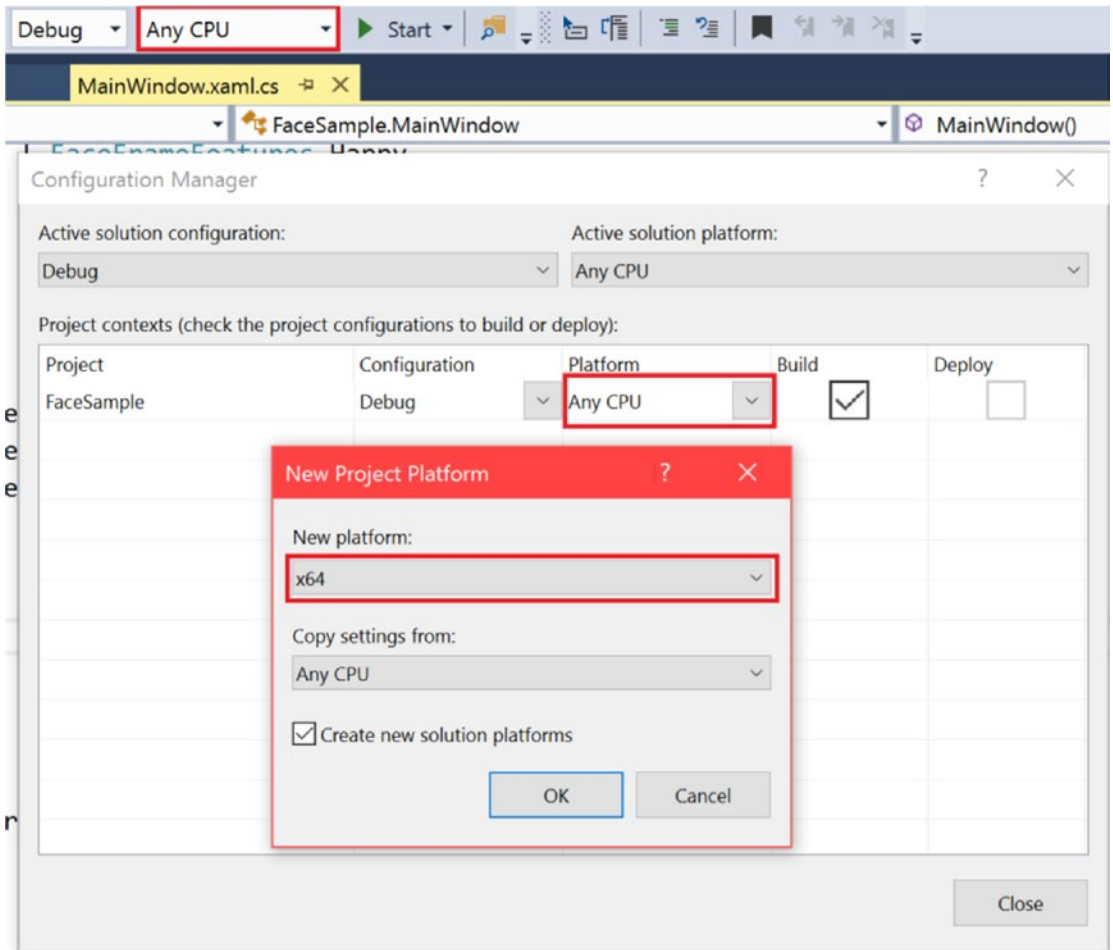 Debug Any CPU Start
MainWindow.xaml.cs
FaceSample.MainWindow MainWindow()
FaceFrameFeatures.Happy
Configuration Manager ?
Active solution configuration: Active solution platform:
Debug Any CPU
Project contexts (check the project configurations to build or deploy):
Project Configuration Platform Build Deploy
FaceSample Debug Any CPU
e
e
e
New Project Platform ?
New platform:
x64
Copy settings from:
Any CPU
Create new solution platforms
OK Cancel
r
Close